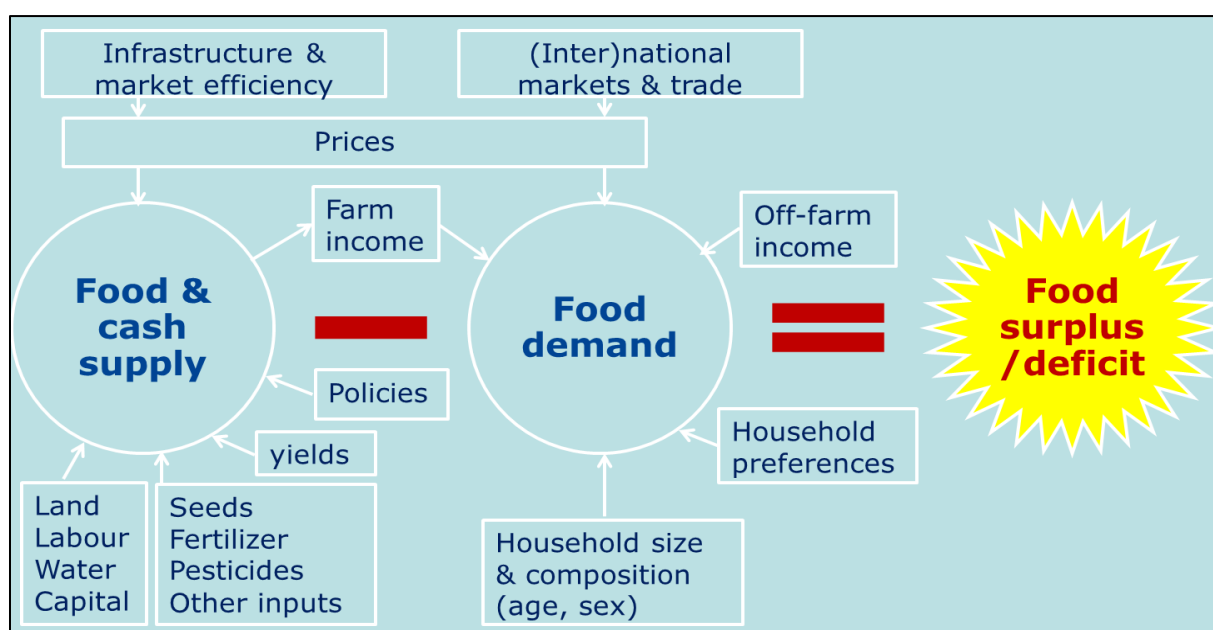 Infrastructure &
market efficiency
(Inter)national
markets & trade
Prices
Farm
income
Off-farm
income
Food &
cash
supply
Food
demand
Food
surplus
/deficit
Policies
yields
Household
preferences
Land
Labour
Water
Capital
Seeds
Fertilizer
Pesticides
Other inputs
Household size
& composition
(age, sex)